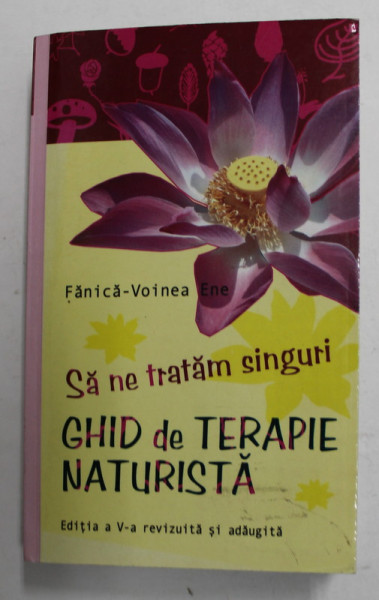 Fănică-Voinea Ene
Să ne tratăm singuri
GHID de TERAPIE
NATURISTĂ
Ediția a V-a revizuită și adăugită